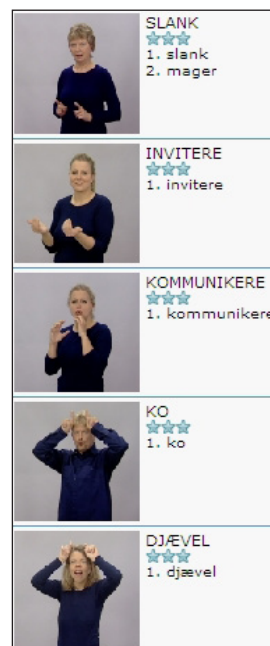 SLANK
1. slank
2. mager
INVITERE
1. invitere
KOMMUNIKERE
1. kommunikere
KO
1. ko
DJÆVEL
1. djævel